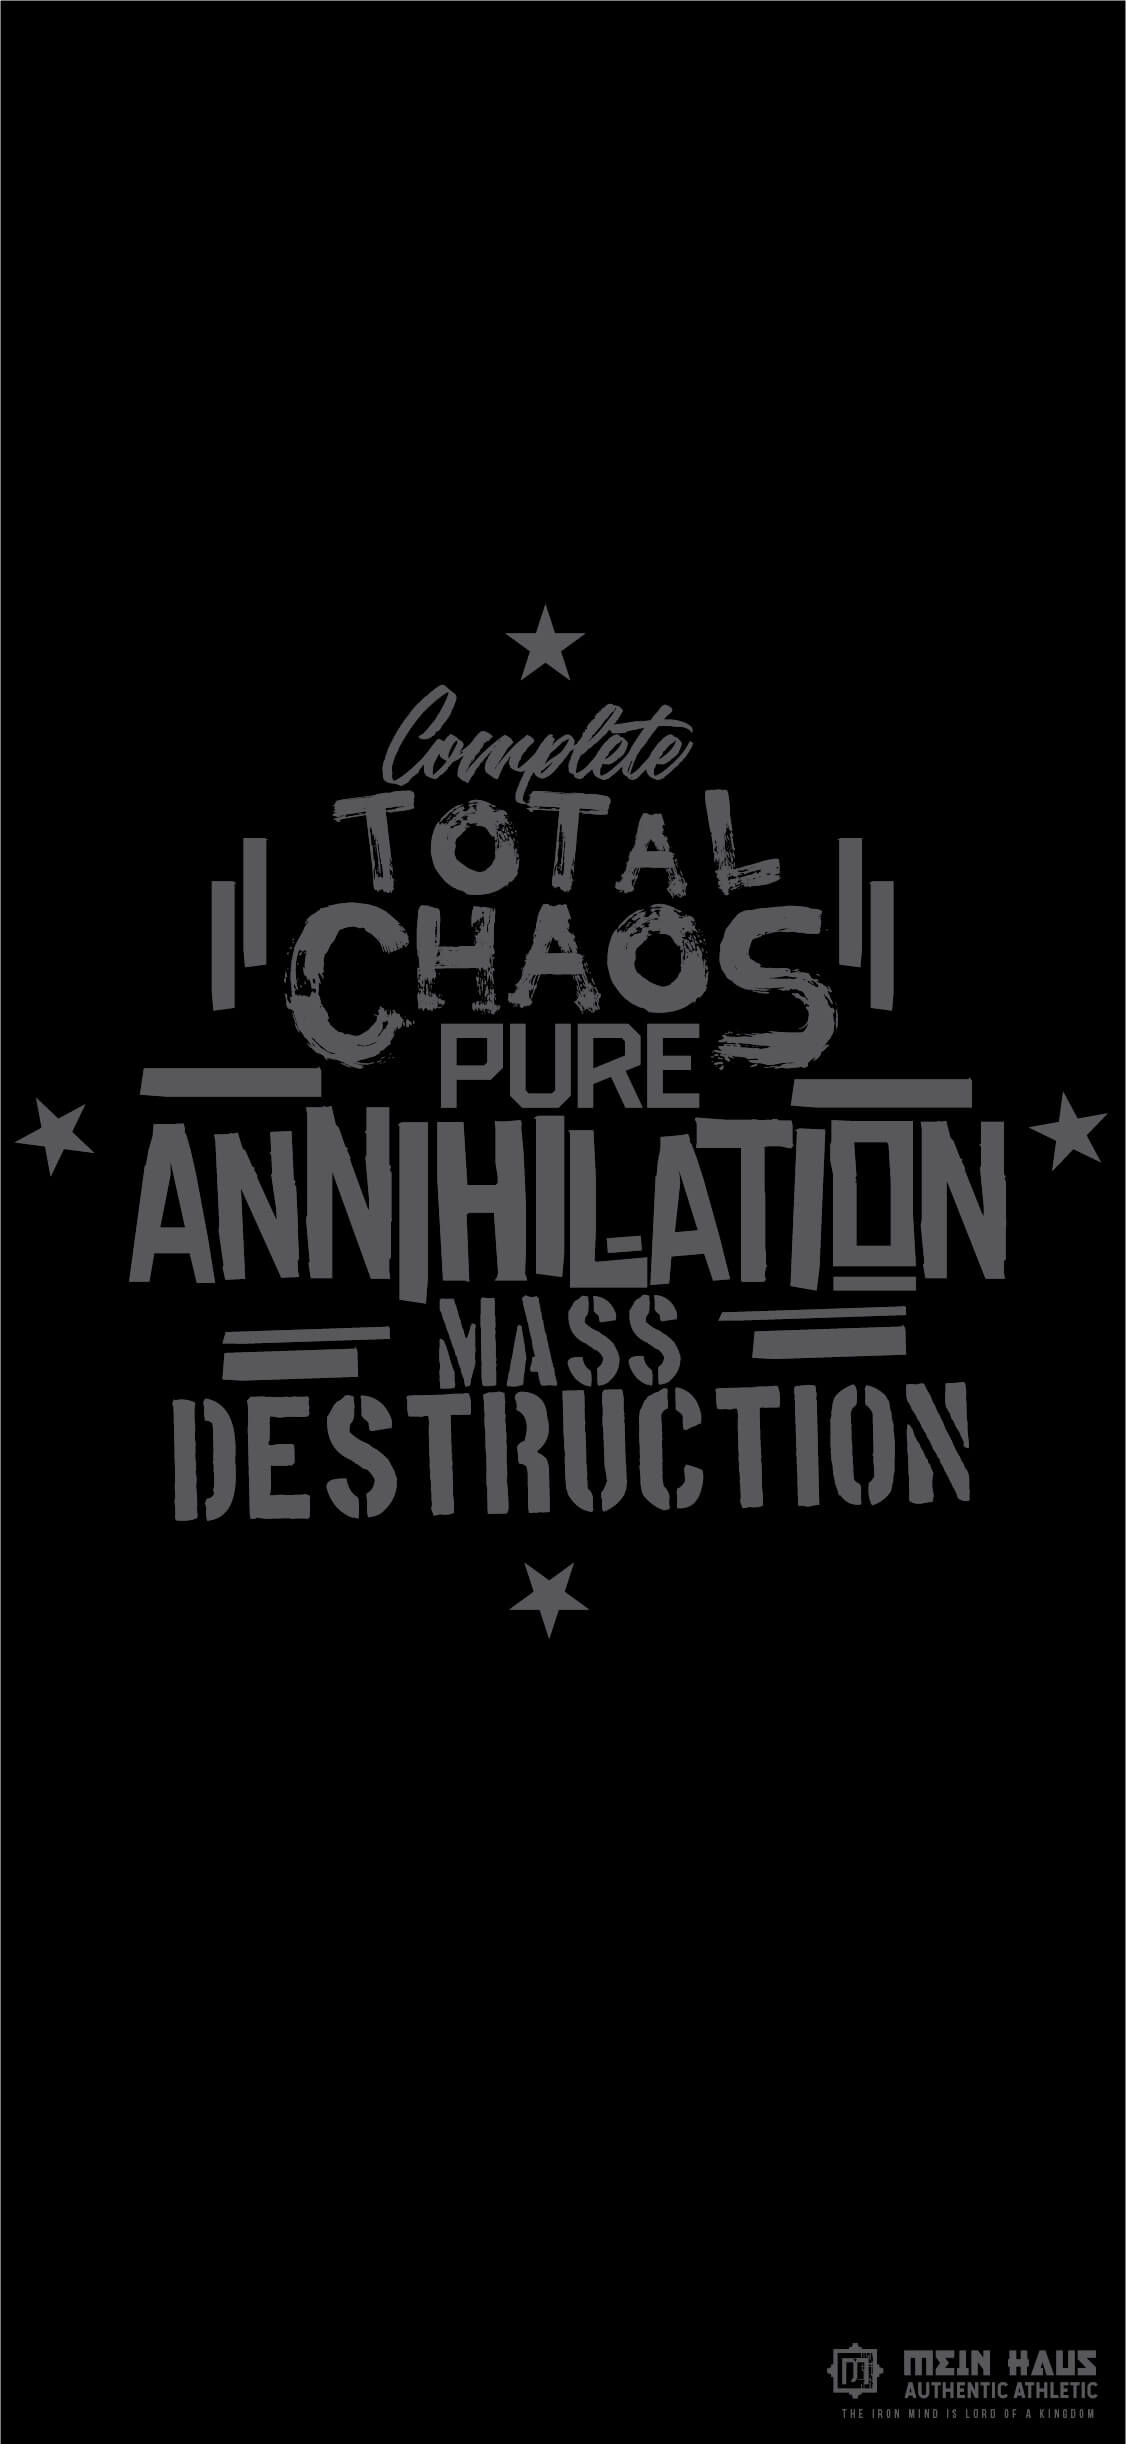 Complete
TOTAL
CHAOS
PURE
ANNIHILATION
MASS
DESTRUCTION
MEIN HAUS
AUTHENTIC ATHLETIC
THE IRON MIND IS LORD OF A KINGDOM